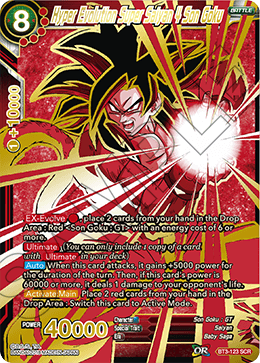 8
BATTLE
Hyper Evolution Super Saiyan 4 Son Goku
1 + 10000
EX-Evolve , place 2 cards from your hand in the Drop
Area : Red <Son Goku : GT> with an energy cost of 6 or
more.
Ultimate (You can only include 1 copy of a card
with Ultimate in your deck)
Auto When this card attacks, it gains +5000 power
for the duration of the turn. Then, if this card's power is
60000 or more, it deals 1 damage to your opponent's life.
Activate Main Place 2 cards from your hand in the
Drop Area : Switch this card to Active Mode.
POWER 40000
Character Son Goku : GT
Special Trait Saiyan
Era Baby Saga
BT3-123 SCR